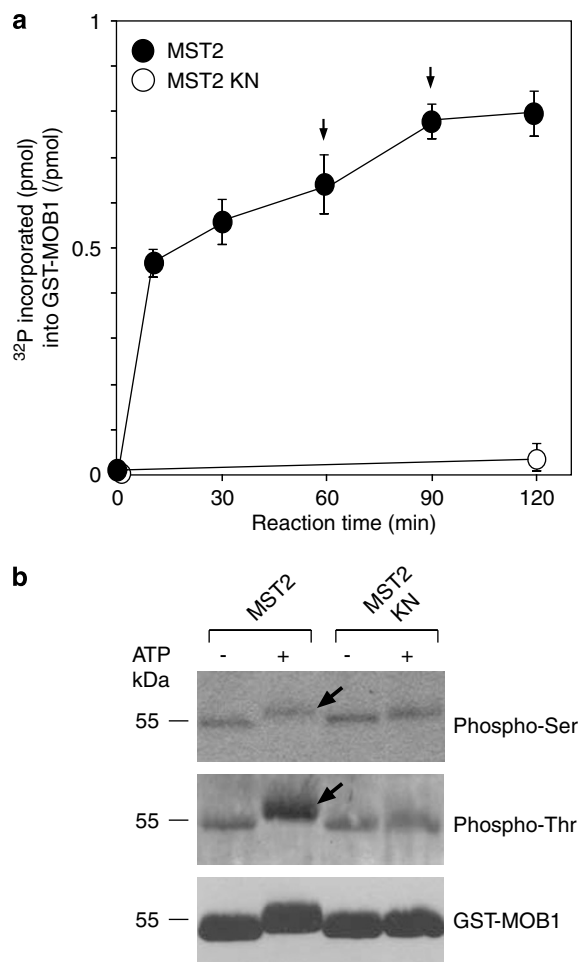 a
1
MST2
MST2 KN
0.5
0
³²P incorporated (pmol)
into GST-MOB1 (/pmol)
0 30 60 90 120
Reaction time (min)
b
MST2
MST2
KN
ATP - + - +
kDa
55 Phospho-Ser
55 Phospho-Thr
55 GST-MOB1